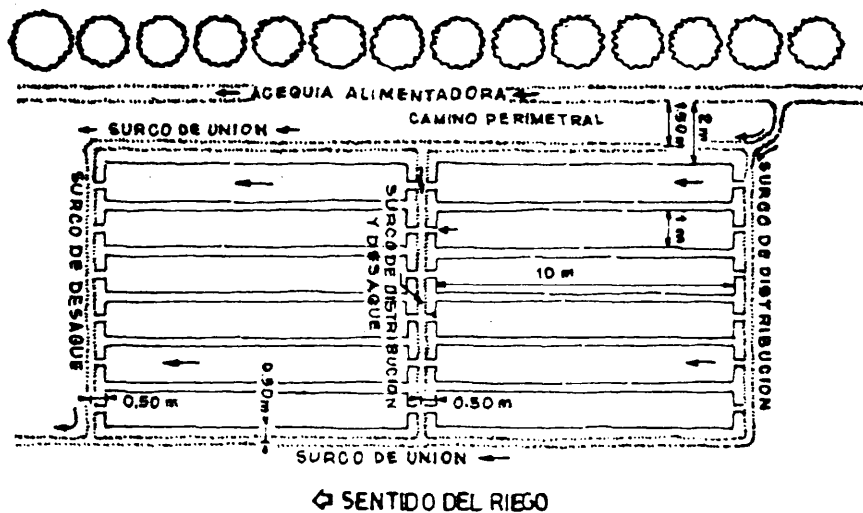 ACEQUIA ALIMENTADORA
CAMINO PERIMETRAL
SURCO DE UNION
1.50 m
2 m
SURCO DE DESAGUE
SURCO DE DISTRIBUCION
Y DESAGUE
SURCO DE DISTRIBUCION
1 m
10 m
0.50 m
0.50 m
0.50 m
SURCO DE UNION
SENTIDO DEL RIEGO